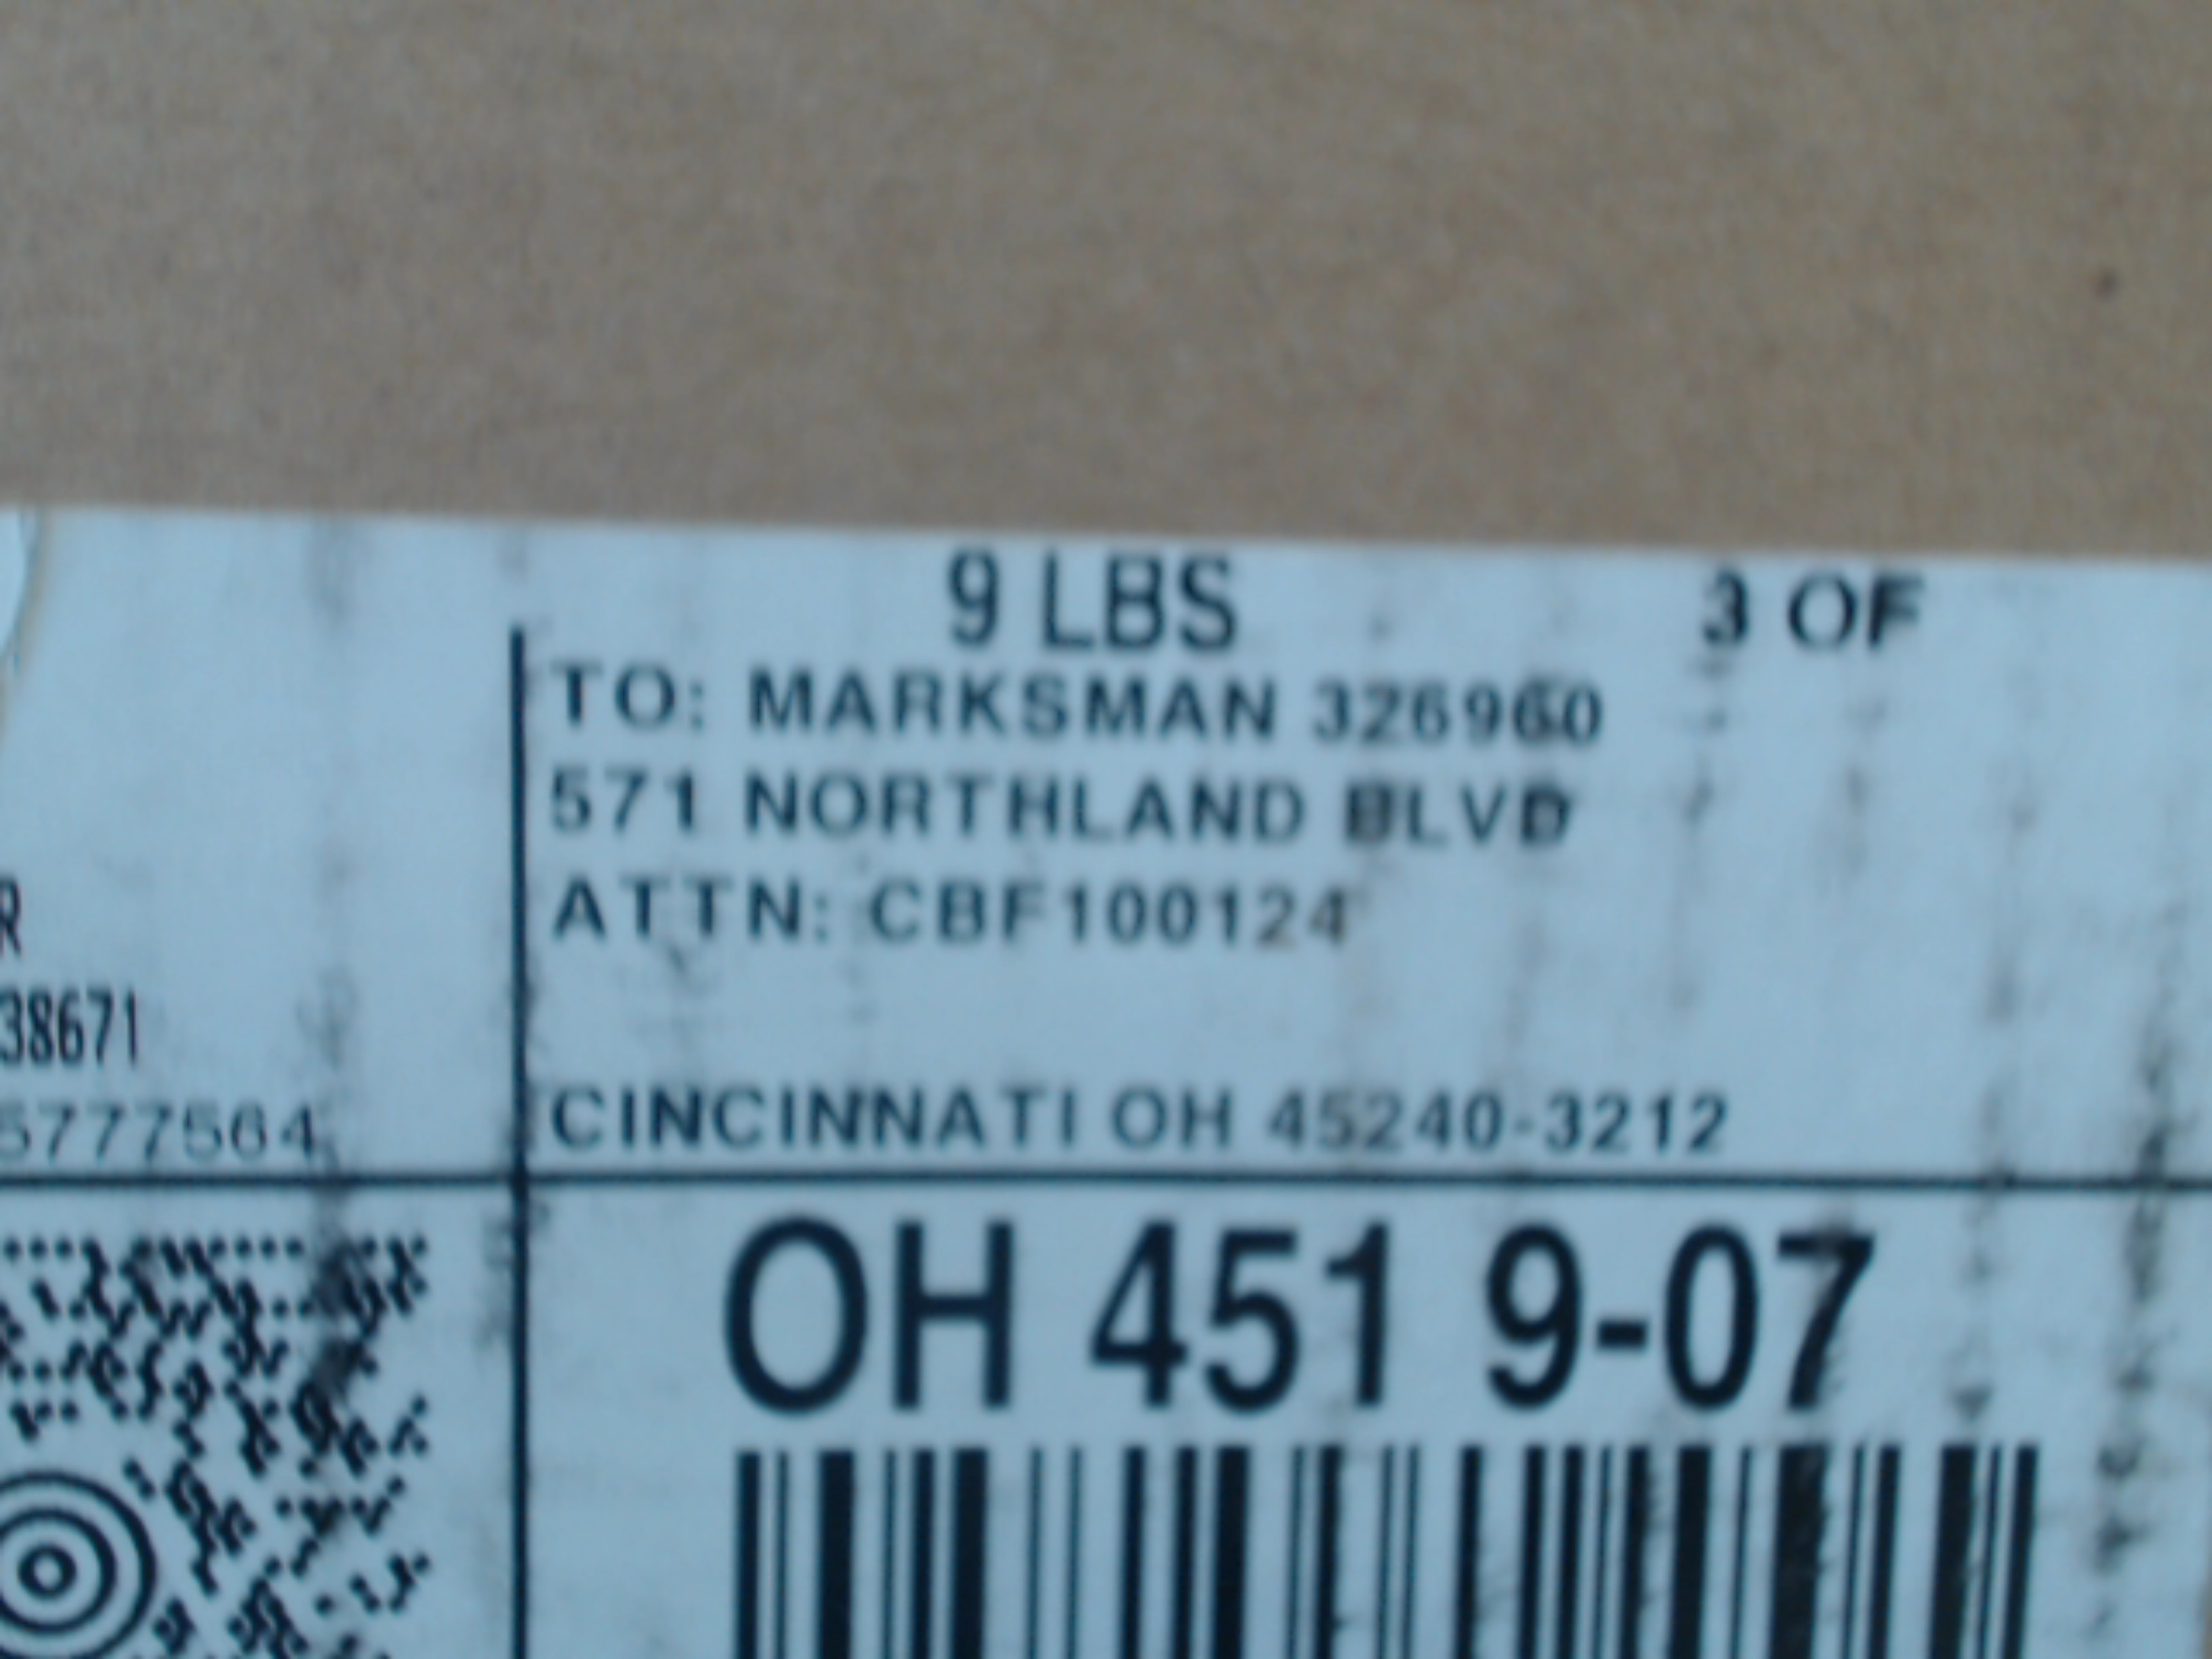 9 LBS 3 OF
TO: MARKSMAN 326960
571 NORTHLAND BLVD
ATTN: CBF100124
R
38671
5777564
CINCINNATI OH 45240-3212
OH 451 9-07